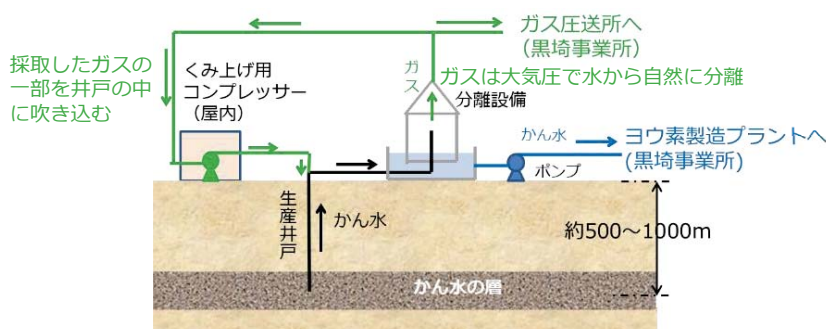 ガス圧送所へ
(黒埼事業所)
採取したガスの
一部を井戸の中
に吹き込む
くみ上げ用
コンプレッサー
（屋内）
ガス
ガスは大気圧で水から自然に分離
分離設備
かん水
ヨウ素製造プラントへ
(黒埼事業所)
ポンプ
生産井戸
かん水
約500～1000m
かん水の層